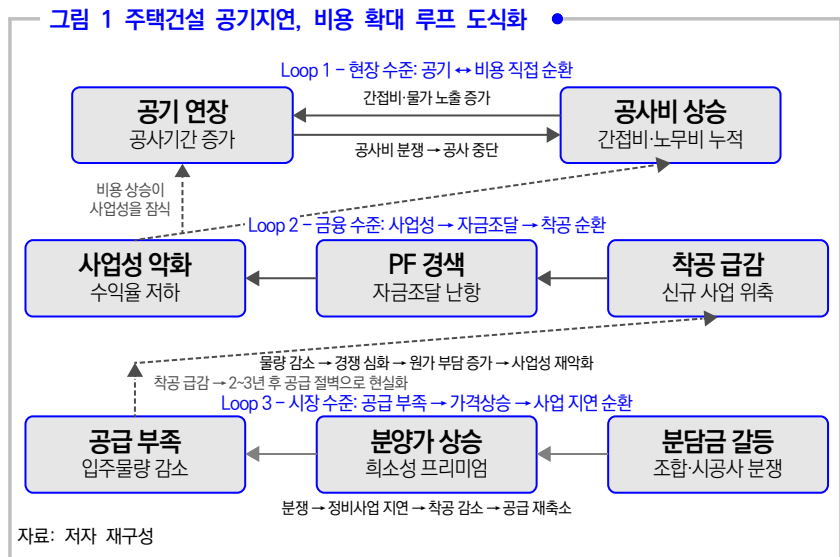 그림 1 주택건설 공기지연, 비용 확대 루프 도식화
Loop 1 – 현장 수준: 공기 ↔ 비용 직접 순환
공기 연장
공사기간 증가
간접비·물가 노출 증가
공사비 분쟁 → 공사 중단
공사비 상승
간접비·노무비 누적
비용 상승이
사업성을 잠식
Loop 2 – 금융 수준: 사업성 → 자금조달 → 착공 순환
사업성 악화
수익율 저하
PF 경색
자금조달 난항
착공 급감
신규 사업 위축
물량 감소 → 경쟁 심화 → 원가 부담 증가 → 사업성 재악화
착공 급감 → 2~3년 후 공급 절벽으로 현실화
Loop 3 – 시장 수준: 공급 부족 → 가격상승 → 사업 지연 순환
공급 부족
입주물량 감소
분양가 상승
희소성 프리미엄
분담금 갈등
조합·시공사 분쟁
분쟁 → 정비사업 지연 → 착공 감소 → 공급 재축소
자료: 저자 재구성